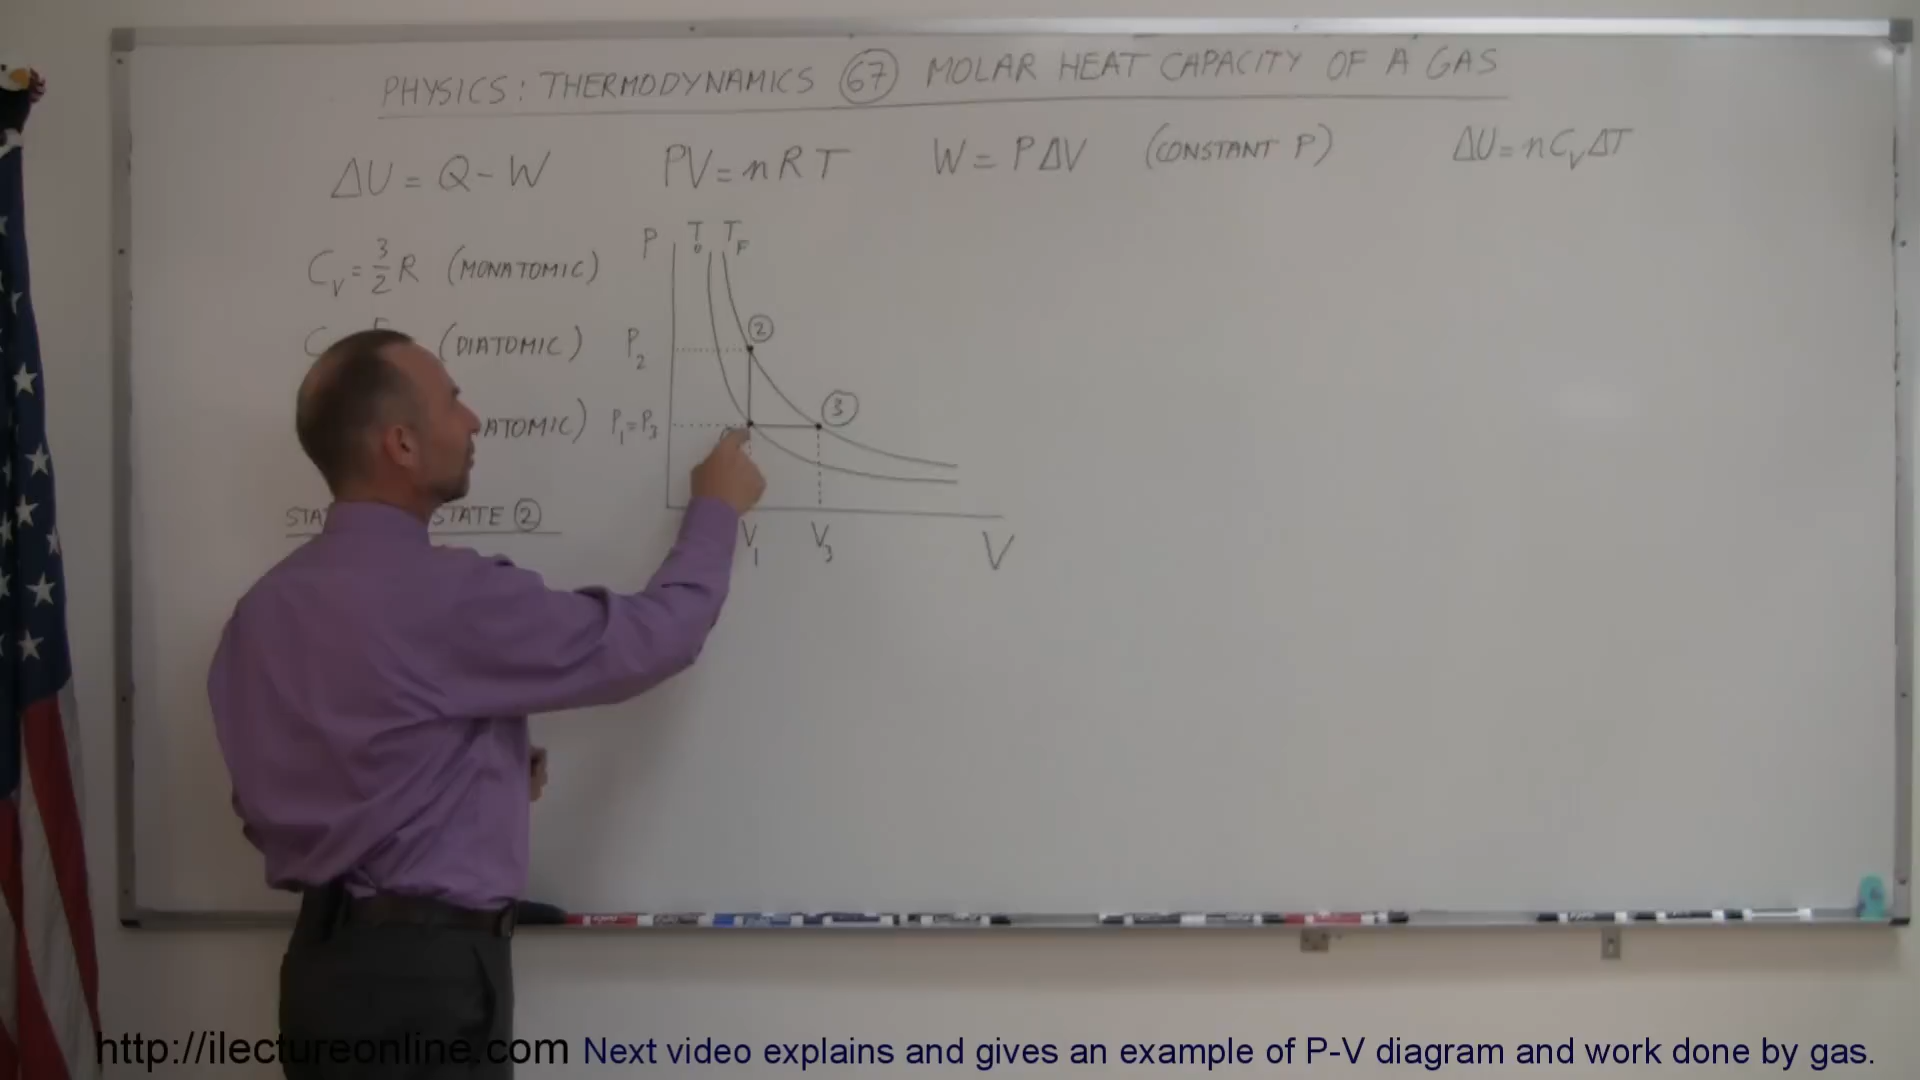 PHYSICS: THERMODYNAMICS 67 MOLAR HEAT CAPACITY OF A GAS
ΔU = Q - W PV = nRT W = PΔV (CONSTANT P) ΔU = nC_VΔT
P T_0 T_F
C_V = 3/2 R (MONATOMIC)
2
(DIATOMIC) P_2
3
ATOMIC) P_1 = P_3
STATE 2
V_1 V_3 V
http://ilectureonline.com Next video explains and gives an example of P-V diagram and work done by gas.